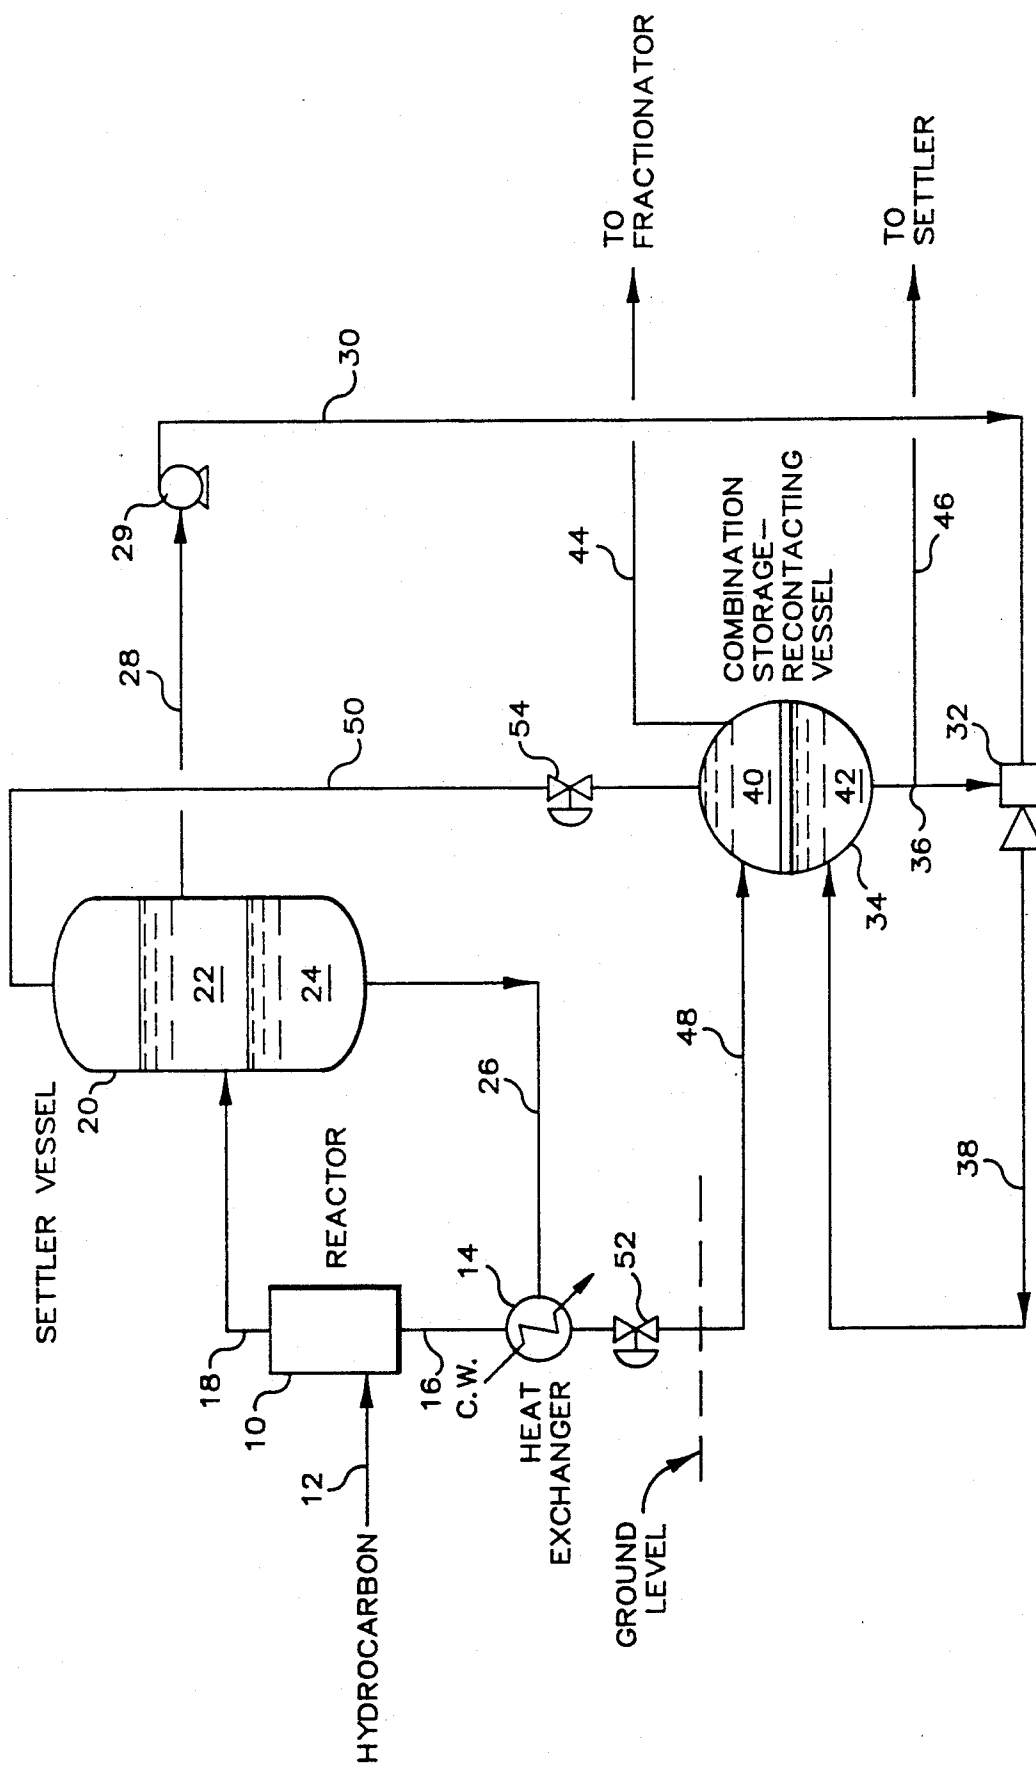 SETTLER VESSEL
20
22
24
18
10
12
HYDROCARBON
REACTOR
16
C.W.
14
HEAT
EXCHANGER
26
52
GROUND
LEVEL
48
28
29
30
50
54
40
42
34
COMBINATION
STORAGE–
RECONTACTING
VESSEL
44
TO
FRACTIONATOR
46
TO
SETTLER
36
32
38